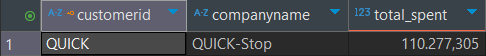 A-Z customerid A-Z companyname 123 total_spent
1 QUICK QUICK-Stop 110.277,305